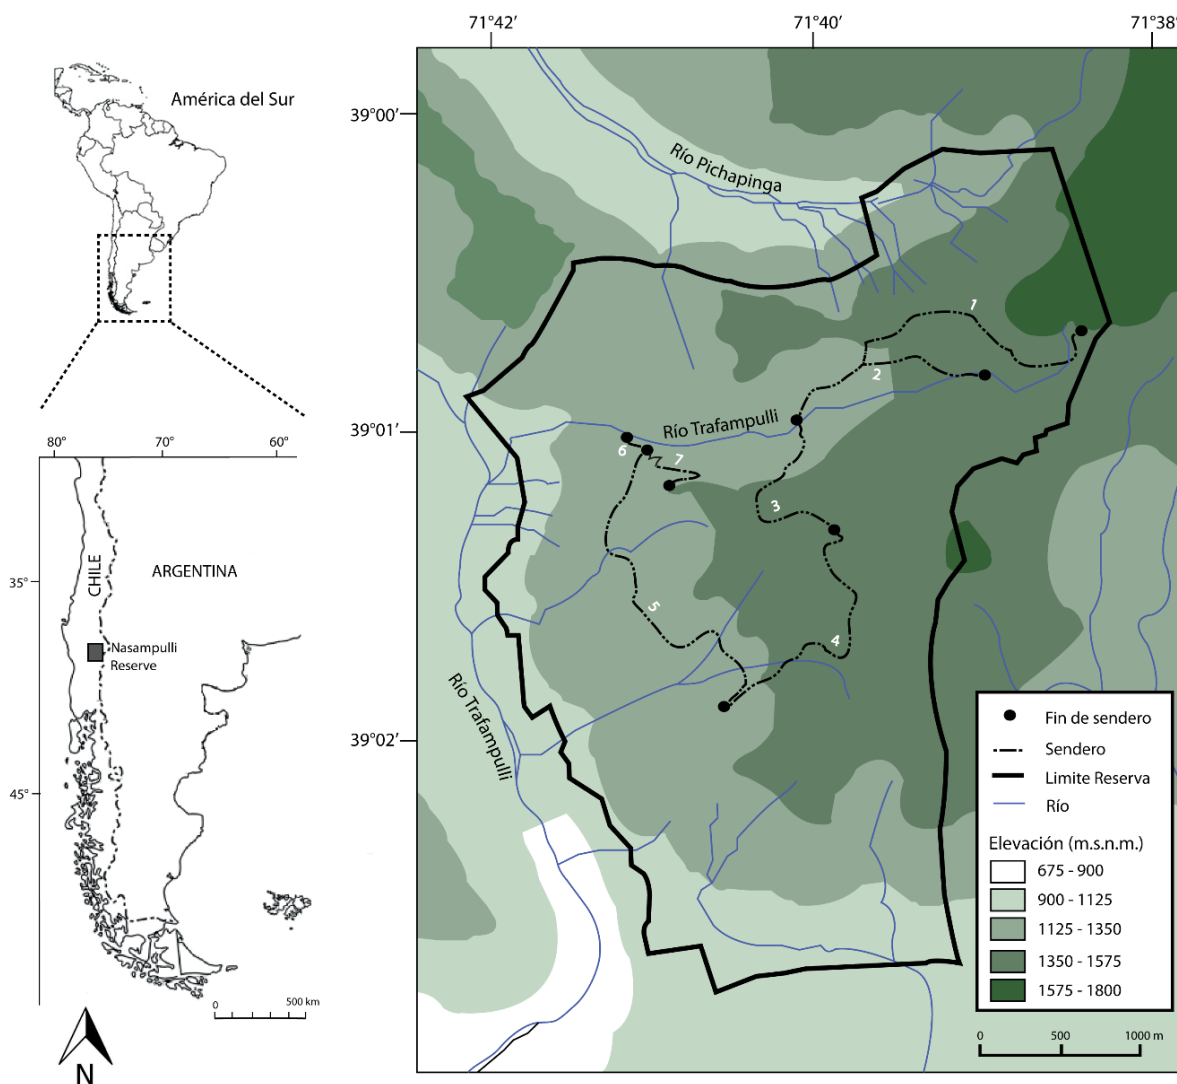 América del Sur
80°
70°
60°
35°
45°
CHILE
ARGENTINA
Nasampulli
Reserve
0
500 km
N
71°42′
71°40′
71°38′
39°00′
39°01′
39°02′
Río Pichapinga
1
2
Río Trafampulli
6
7
3
5
4
Río Trafampulli
Fin de sendero
Sendero
Limite Reserva
Río
Elevación (m.s.n.m.)
675 - 900
900 - 1125
1125 - 1350
1350 - 1575
1575 - 1800
0
500
1000 m